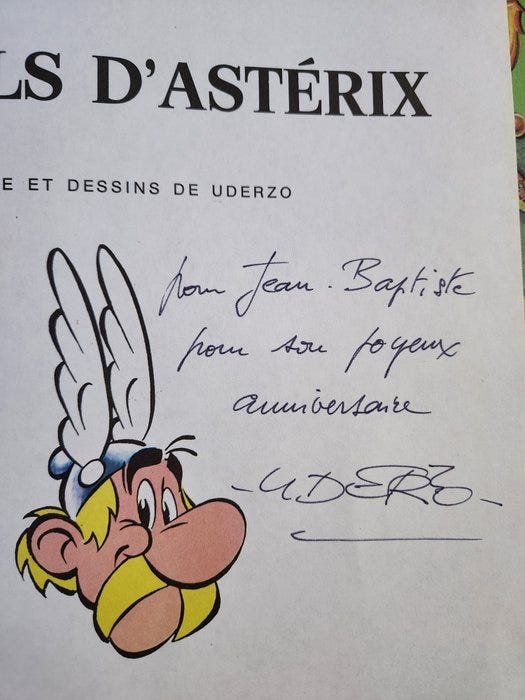 LS D'ASTÉRIX
E ET DESSINS DE UDERZO
pour Jean-Baptiste
pour son joyeux
anniversaire
UDERZO